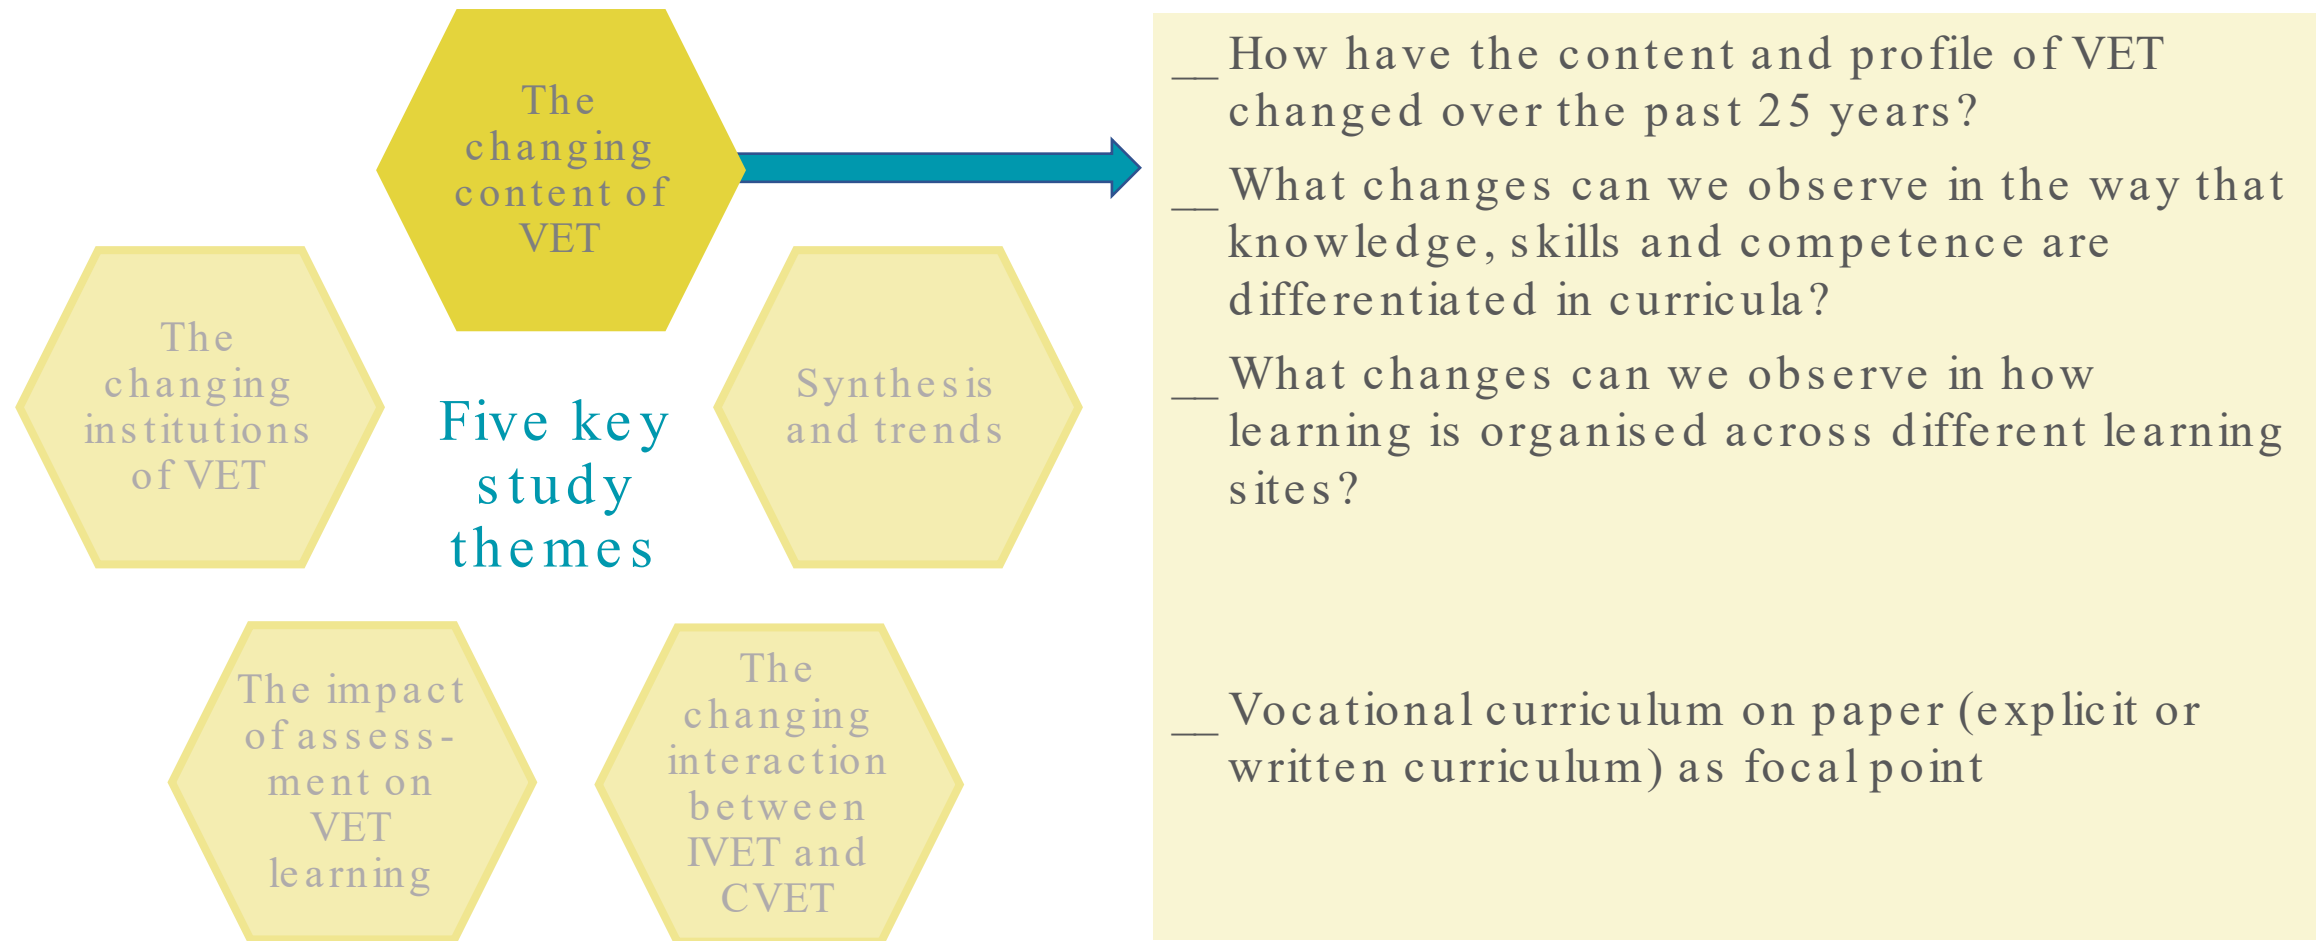 The
changing
content of
VET
The
changing
institutions
of VET
Five key
study
themes
Synthesis
and trends
The impact
of assess-
ment on
VET
learning
The
changing
interaction
between
IVET and
CVET
__ How have the content and profile of VET
changed over the past 25 years?
__ What changes can we observe in the way that
knowledge, skills and competence are
differentiated in curricula?
__ What changes can we observe in how
learning is organised across different learning
sites?
__ Vocational curriculum on paper (explicit or
written curriculum) as focal point